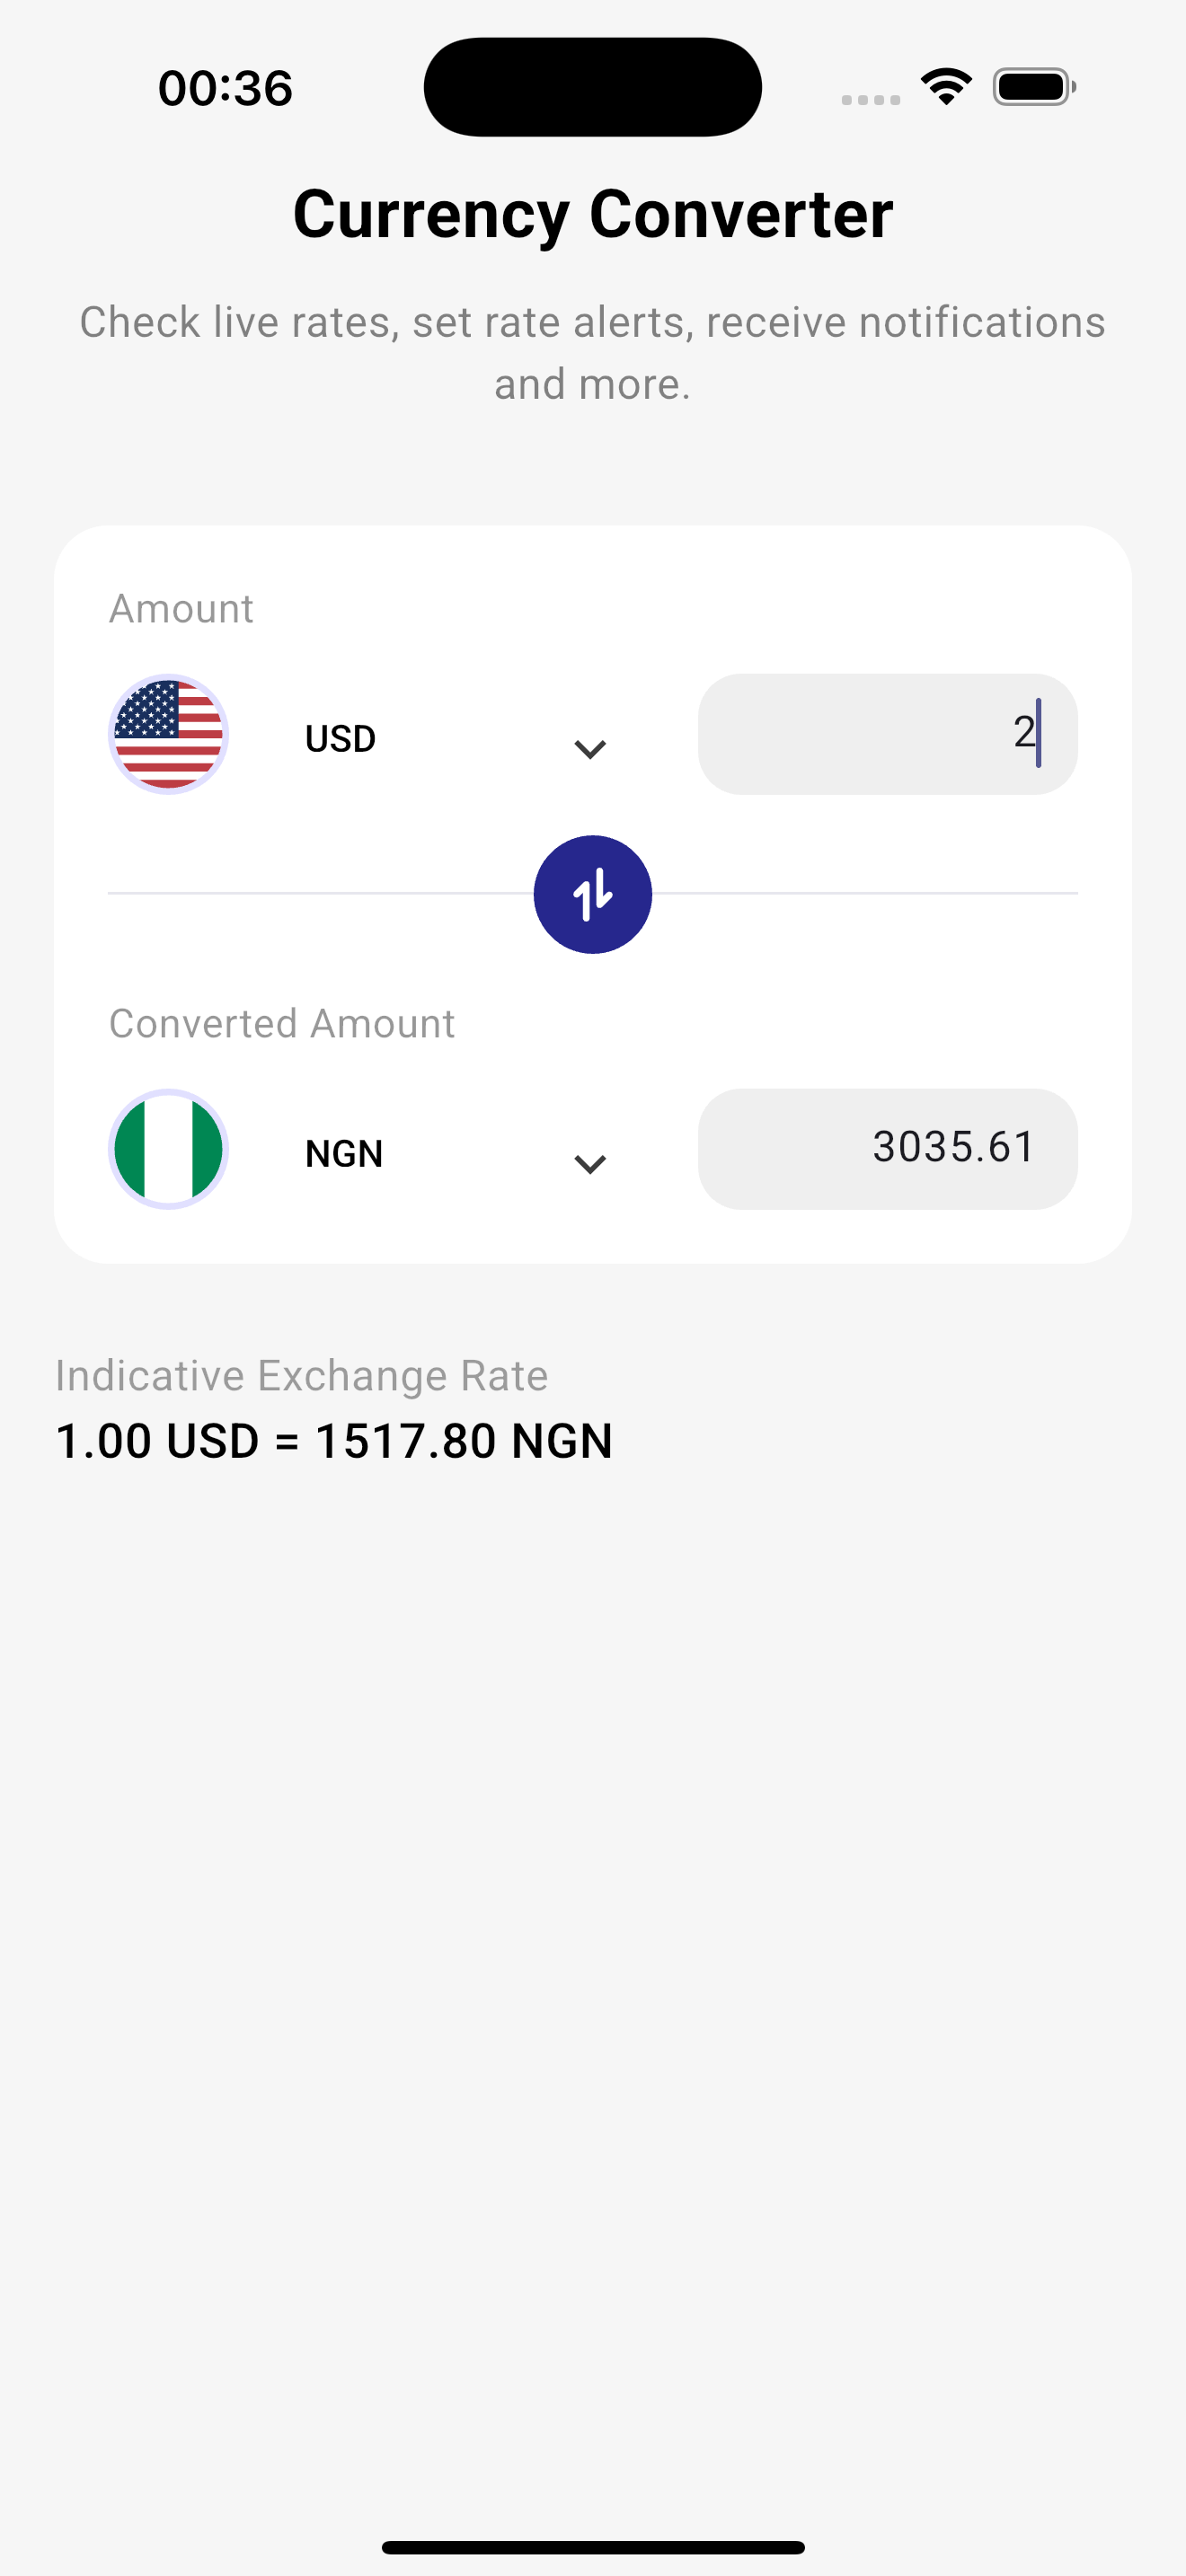 00:36
Currency Converter
Check live rates, set rate alerts, receive notifications
and more.
Amount
USD
2
Converted Amount
NGN
3035.61
Indicative Exchange Rate
1.00 USD = 1517.80 NGN